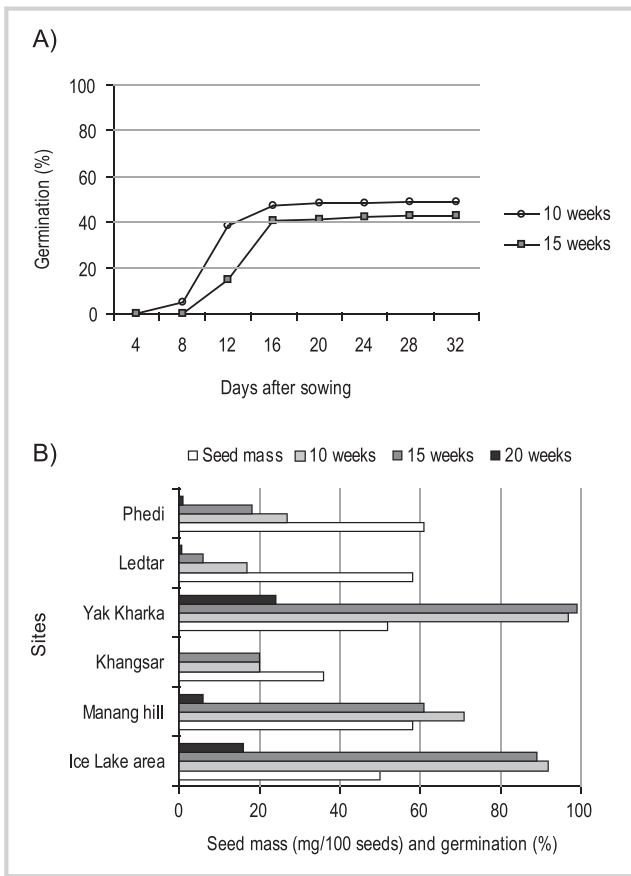 A)
100
80
60
40
20
0
Germination (%)
10 weeks
15 weeks
4 8 12 16 20 24 28 32
Days after sowing
B)
Seed mass 10 weeks 15 weeks 20 weeks
Sites
Phedi
Ledtar
Yak Kharka
Khangsar
Manang hill
Ice Lake area
0 20 40 60 80 100
Seed mass (mg/100 seeds) and germination (%)